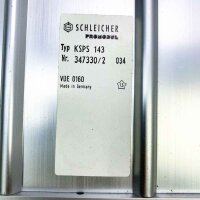 SCHLEICHER
PROMODUL
Typ KSPS 143
Nr. 347330/2 034
VDE 0160
Made in Germany